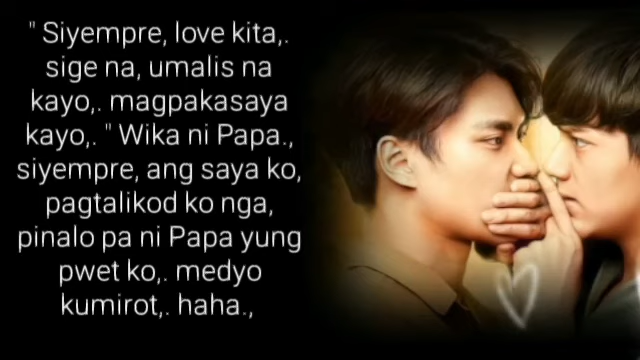 " Siyempre, love kita,.
sige na, umalis na
kayo,. magpakasaya
kayo,. " Wika ni Papa.,
siyempre, ang saya ko,
pagtalikod ko nga,
pinalo pa ni Papa yung
pwet ko,. medyo
kumirot,. haha.,